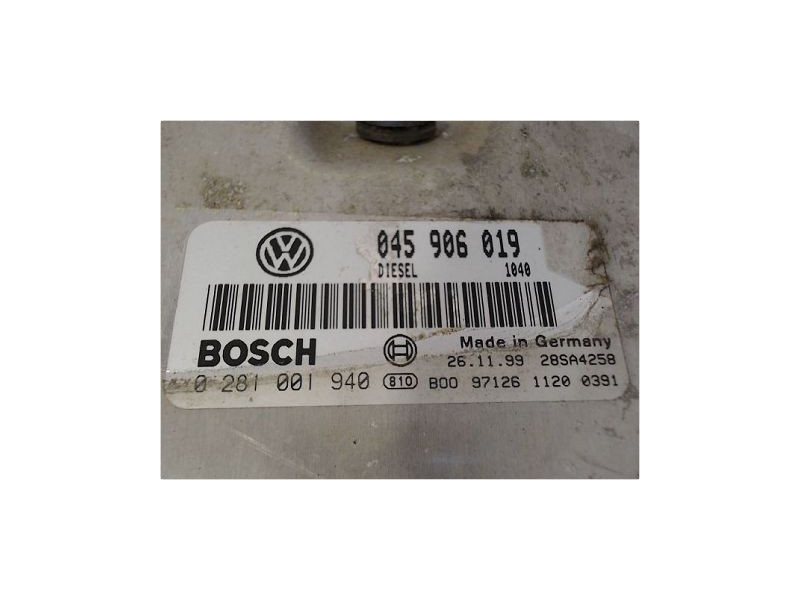 VW 045 906 019
DIESEL 1040
BOSCH Made in Germany
26.11.99 28SA4258
0 281 001 940 810 B00 97126 1120 0391